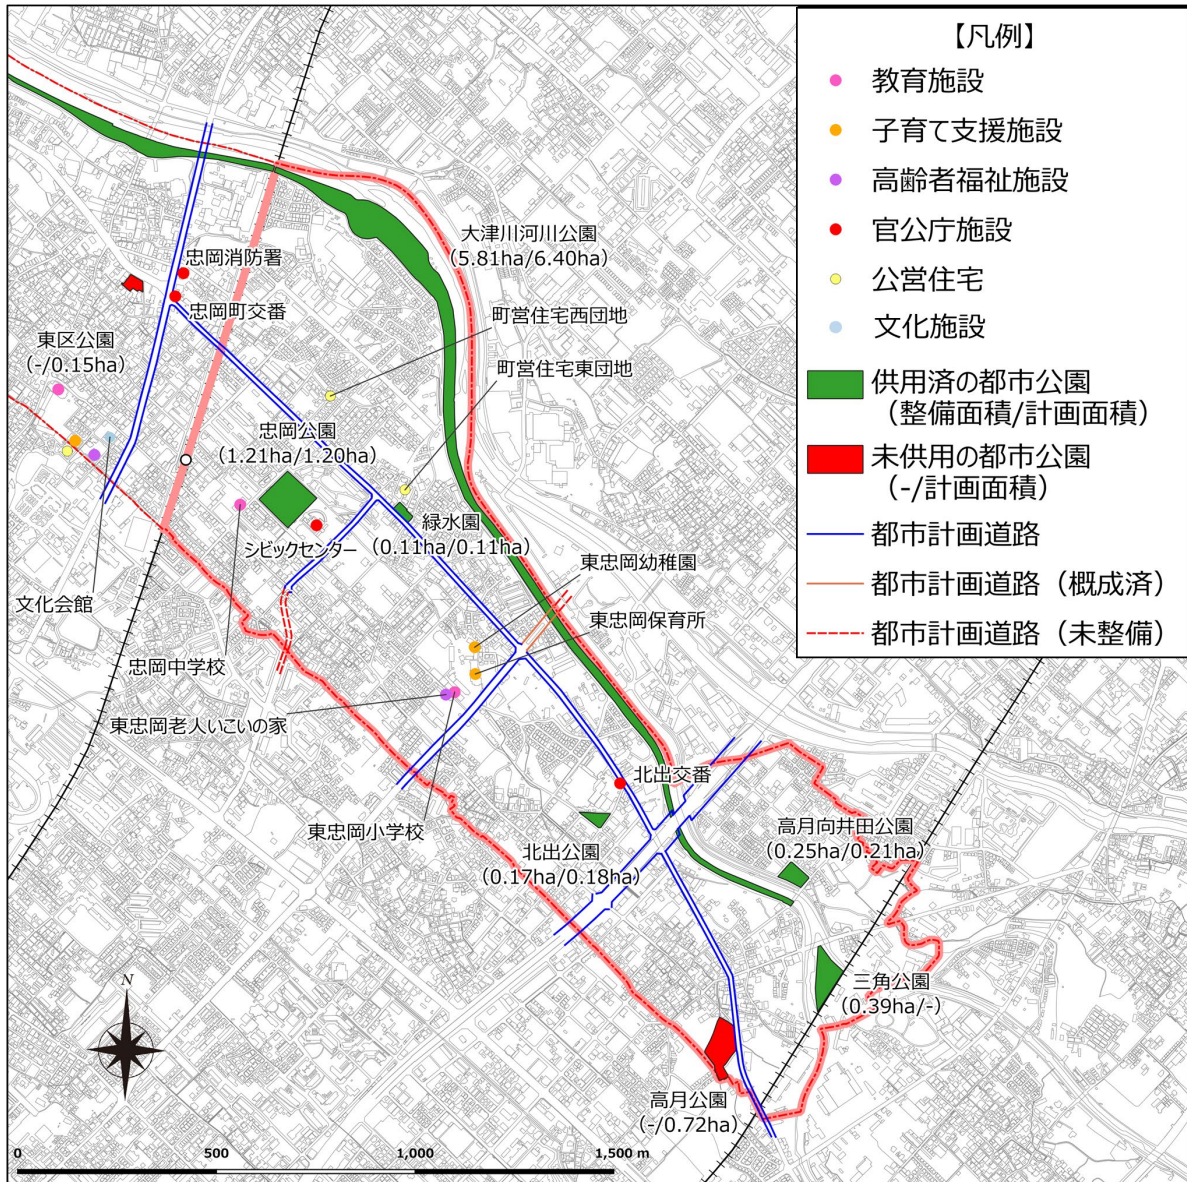 【凡例】
教育施設
子育て支援施設
高齢者福祉施設
官公庁施設
公営住宅
文化施設
供用済の都市公園
（整備面積/計画面積）
未供用の都市公園
（-/計画面積）
都市計画道路
都市計画道路（概成済）
都市計画道路（未整備）
大津川河川公園
(5.81ha/6.40ha)
忠岡消防署
忠岡町交番
町営住宅西団地
東区公園
(-/0.15ha)
町営住宅東団地
忠岡公園
(1.21ha/1.20ha)
緑水園
(0.11ha/0.11ha)
シビックセンター
東忠岡幼稚園
文化会館
東忠岡保育所
忠岡中学校
東忠岡老人いこいの家
北出交番
東忠岡小学校
高月向井田公園
(0.25ha/0.21ha)
北出公園
(0.17ha/0.18ha)
三角公園
(0.39ha/-)
N
高月公園
(-/0.72ha)
0 500 1,000 1,500 m